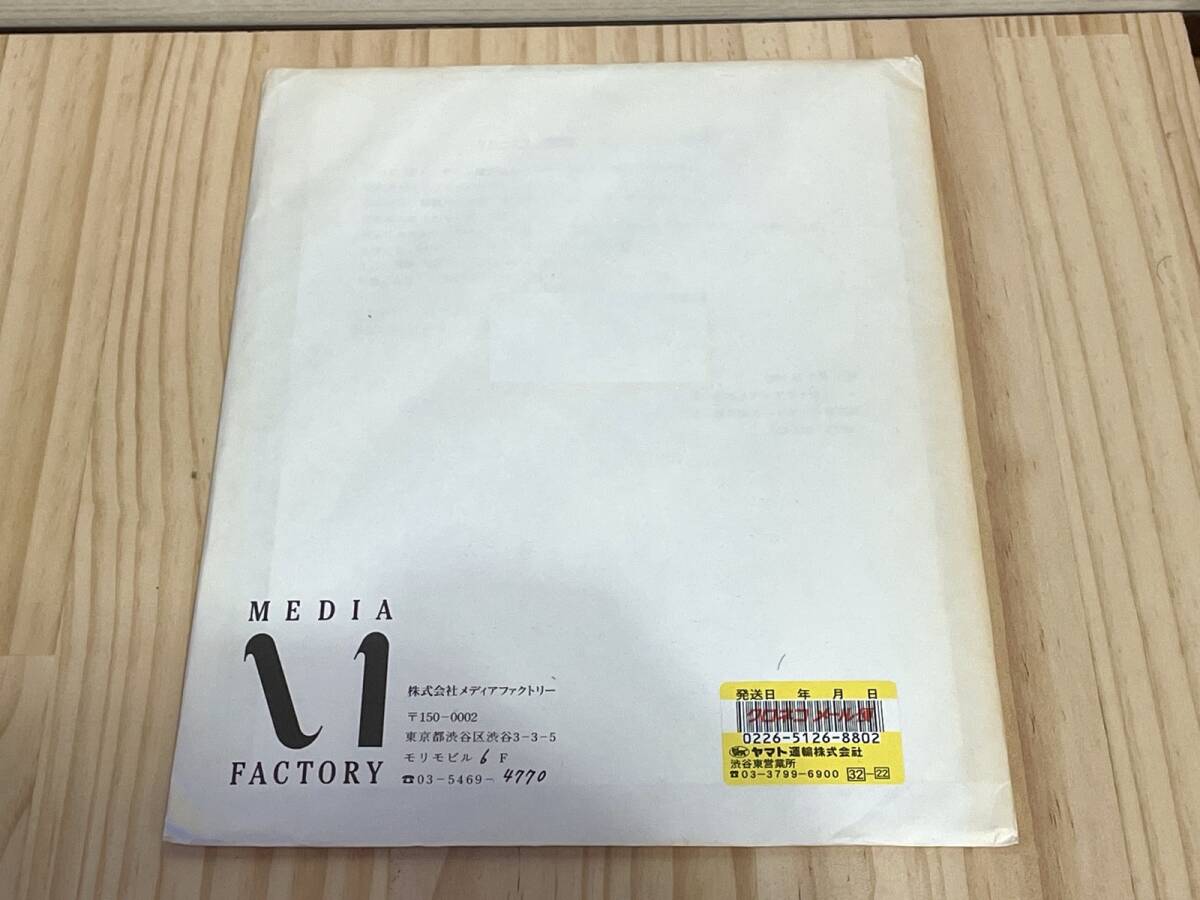 MEDIA
FACTORY
株式会社メディアファクトリー
〒150-0002
東京都渋谷区渋谷3-3-5
モリモビル 6 F
☎03-5469-4770
発送日 年 月 日
クロネコメール便
0226-5126-8802
ヤマト運輸株式会社
渋谷東営業所
☎03-3799-6900 32-22